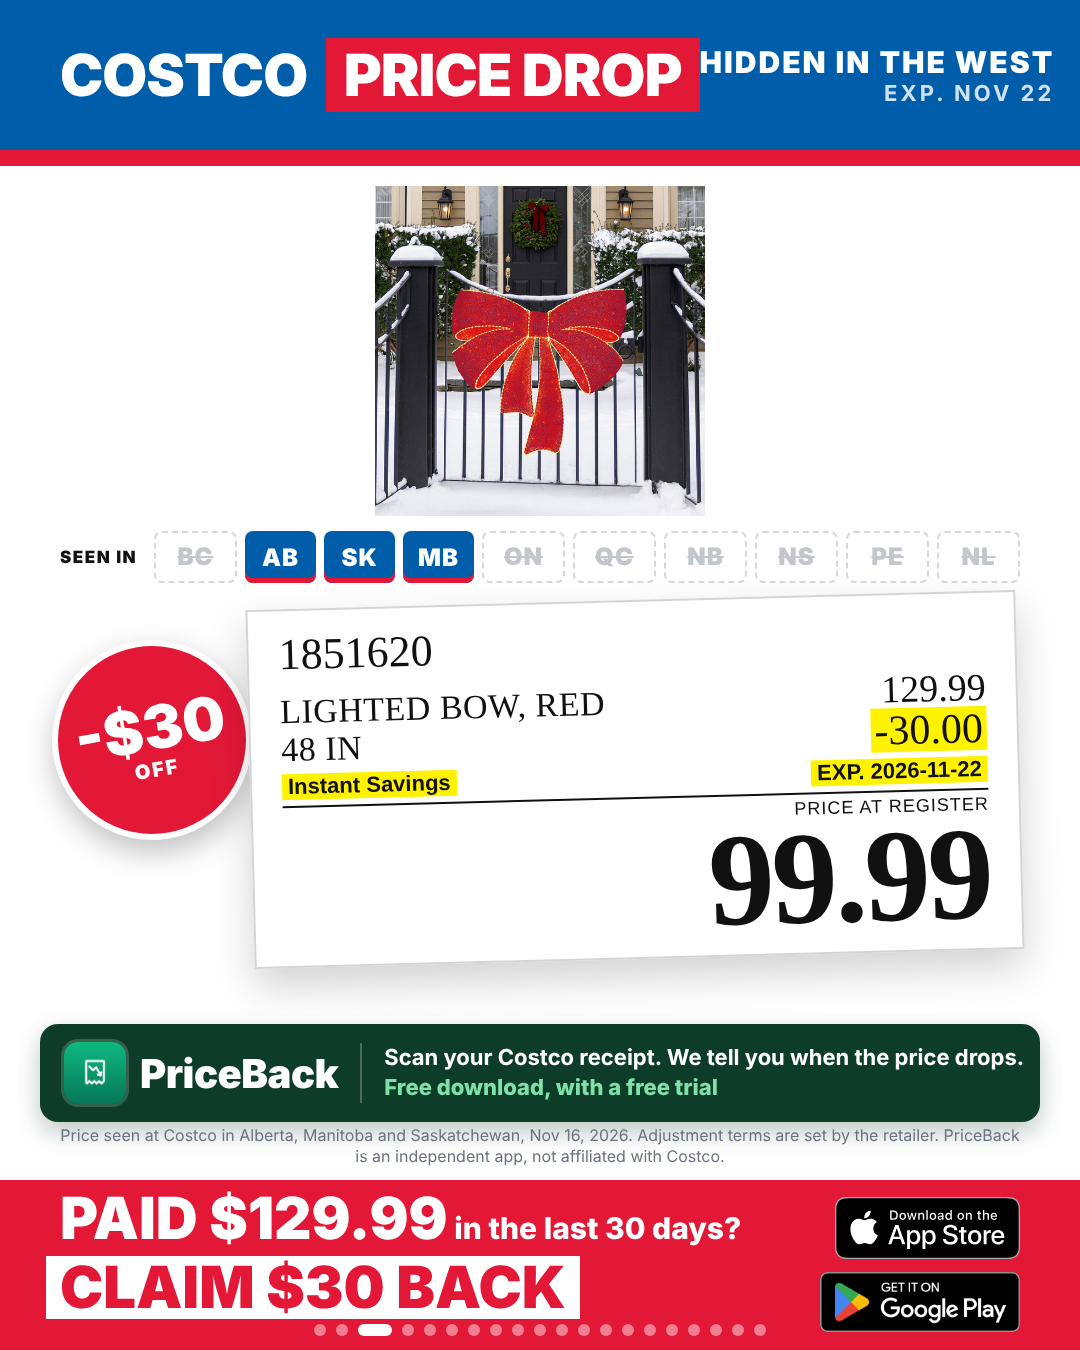 COSTCO PRICE DROP
HIDDEN IN THE WEST
EXP. NOV 22
SEEN IN BC AB SK MB ON QC NB NS PE NL
1851620
LIGHTED BOW, RED
48 IN
Instant Savings
129.99
-30.00
EXP. 2026-11-22
PRICE AT REGISTER
99.99
-$30
OFF
PriceBack
Scan your Costco receipt. We tell you when the price drops.
Free download, with a free trial
Price seen at Costco in Alberta, Manitoba and Saskatchewan, Nov 16, 2026. Adjustment terms are set by the retailer. PriceBack
is an independent app, not affiliated with Costco.
PAID $129.99 in the last 30 days?
CLAIM $30 BACK
Download on the
App Store
GET IT ON
Google Play